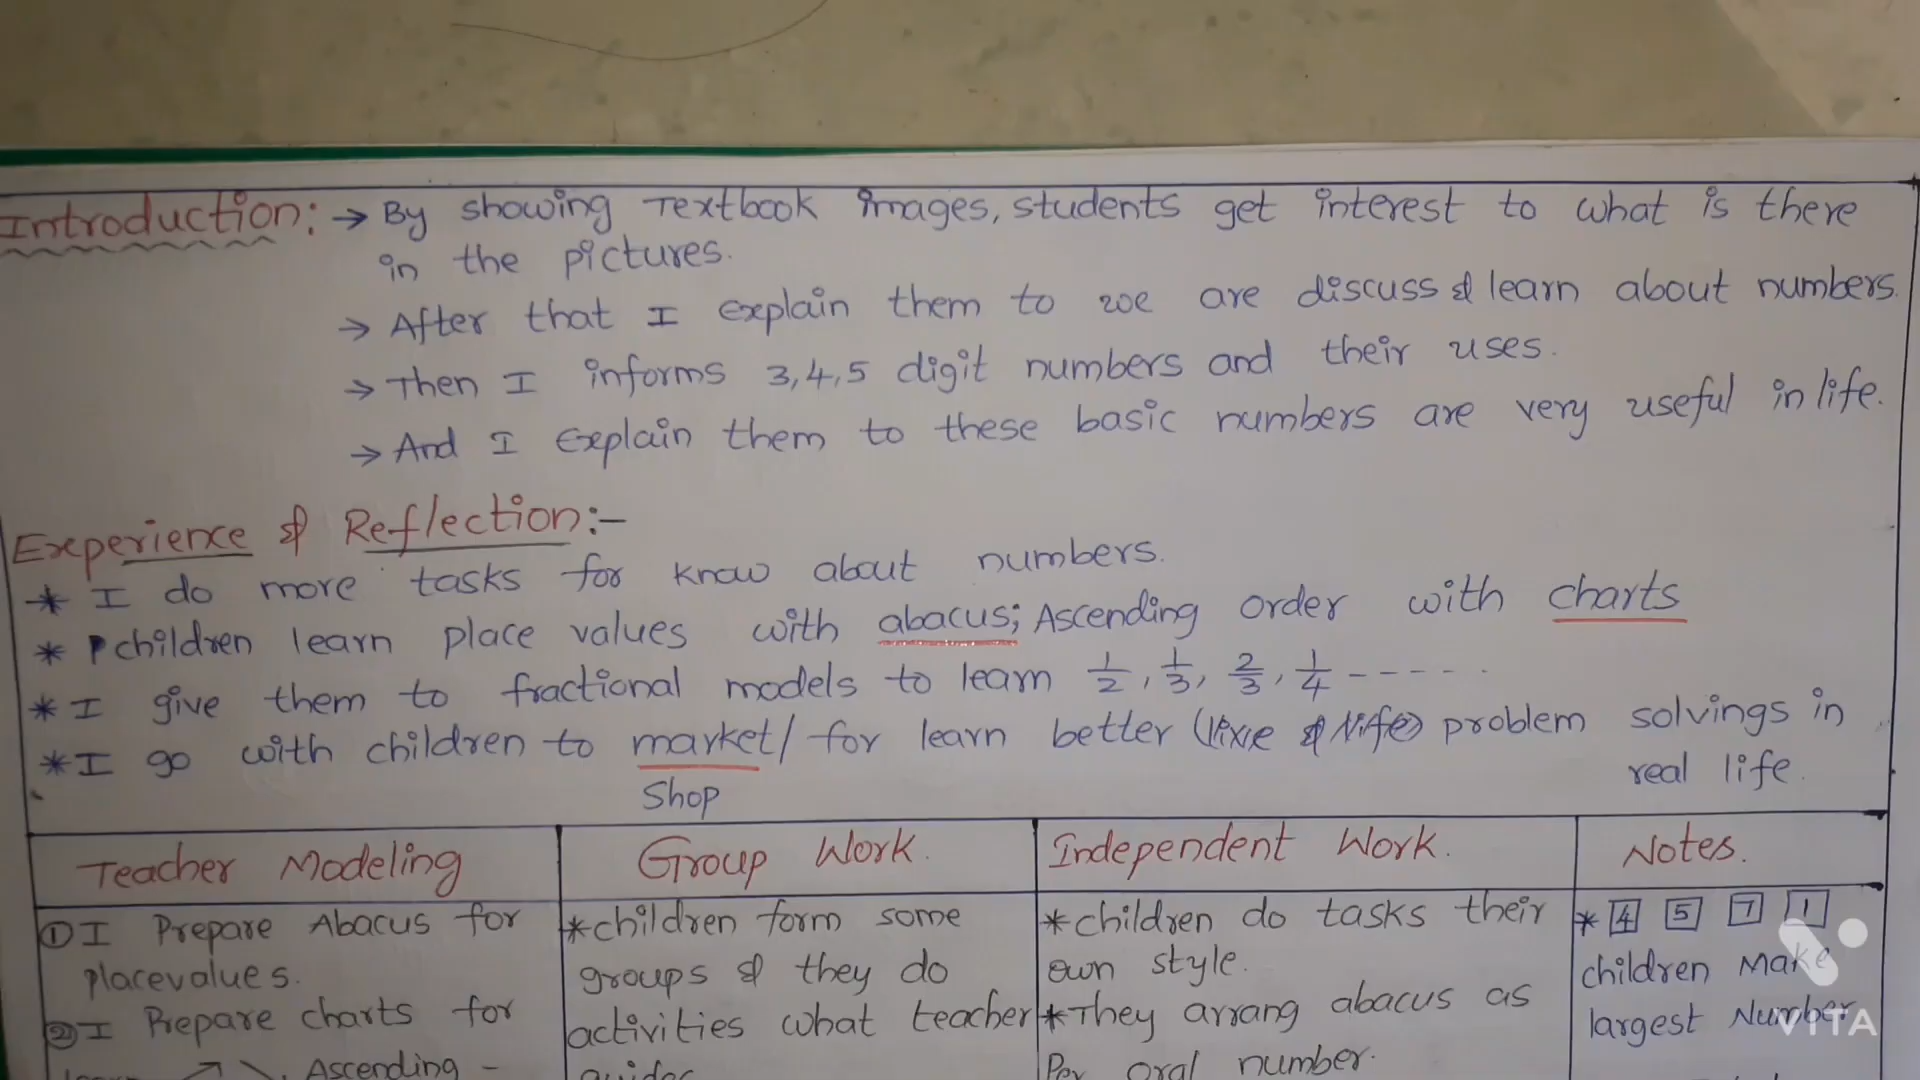 Introduction: → By showing Textbook images, students get interest to what is there
in the pictures.
→ After that I explain them to we are discuss & learn about numbers.
→ Then I informs 3,4,5 digit numbers and their uses.
→ And I explain them to these basic numbers are very useful in life.
Experience & Reflection:-
* I do more tasks for know about numbers.
* children learn place values with abacus; Ascending order with charts
* I give them to fractional models to learn 1/2, 1/3, 2/3, 1/4 ------
* I go with children to market/ for learn better problem solvings in
Shop real life.
Teacher Modeling
① I Prepare Abacus for
placevalues.
② I Prepare charts for
Ascending -
Group Work.
* children form some
groups & they do
activities what teacher
Independent Work.
* children do tasks their
own style.
* They arrang abacus as
Per oral number.
Notes.
* 4 5 7 1
children Make
largest Number
VITA